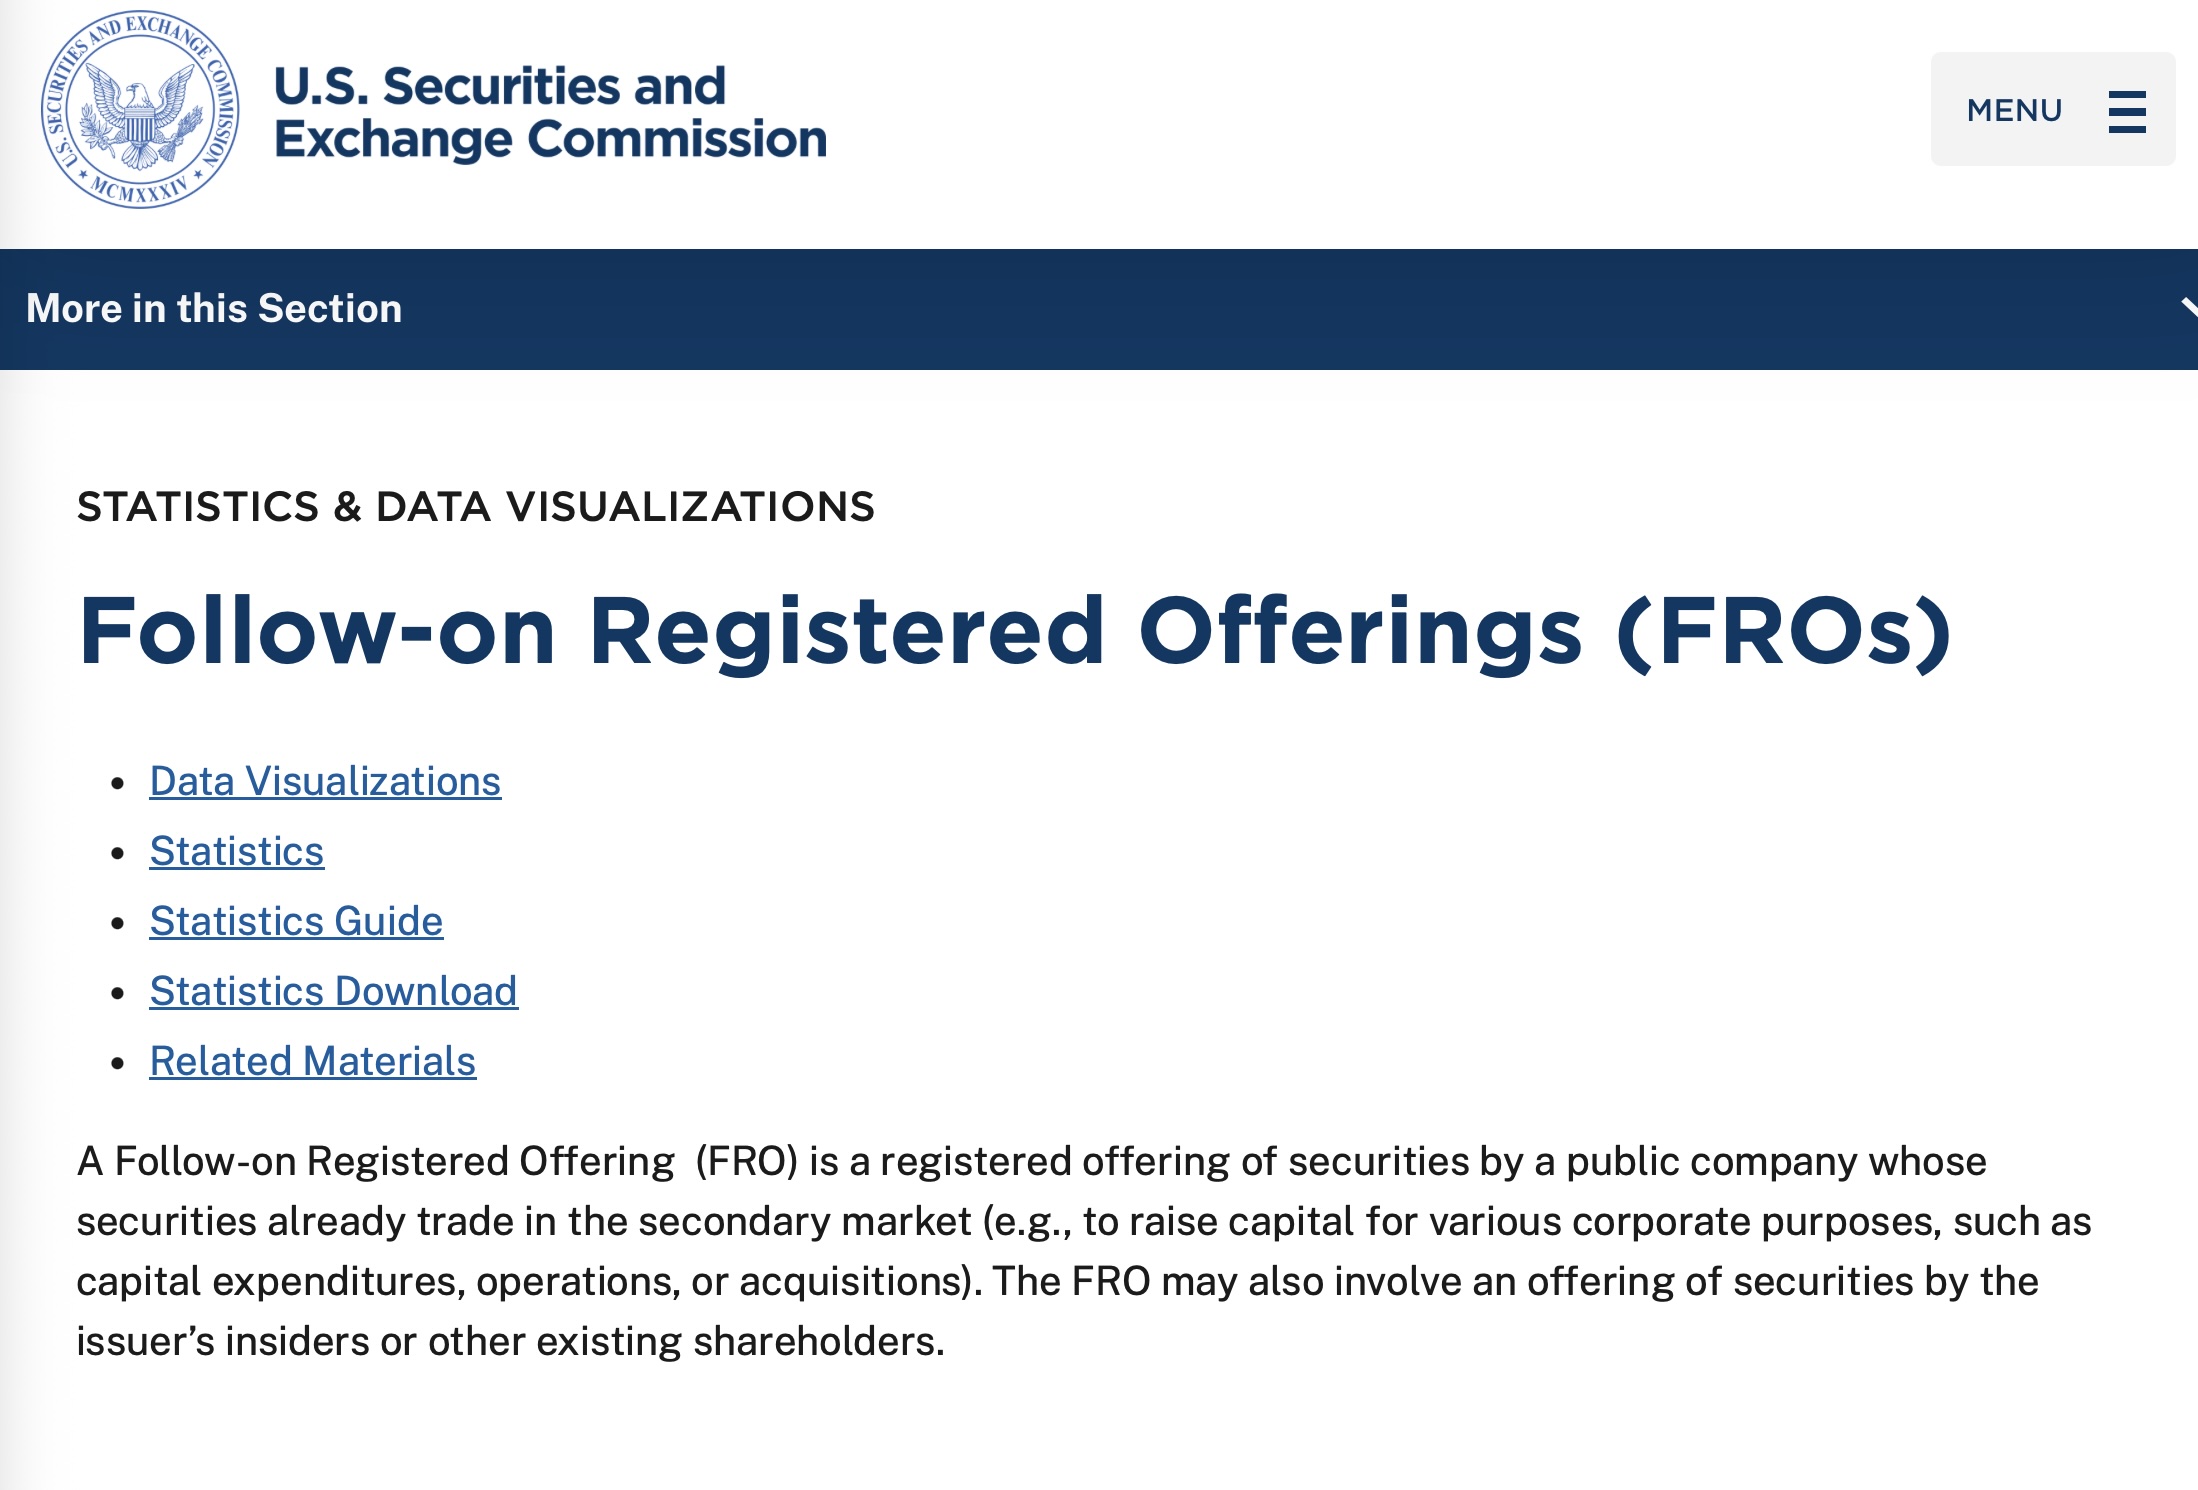 U.S. SECURITIES AND EXCHANGE COMMISSION
MCMXXXIV
U.S. Securities and
Exchange Commission
MENU
More in this Section
STATISTICS & DATA VISUALIZATIONS
Follow-on Registered Offerings (FROs)
Data Visualizations
Statistics
Statistics Guide
Statistics Download
Related Materials
A Follow-on Registered Offering  (FRO) is a registered offering of securities by a public company whose
securities already trade in the secondary market (e.g., to raise capital for various corporate purposes, such as
capital expenditures, operations, or acquisitions). The FRO may also involve an offering of securities by the
issuer’s insiders or other existing shareholders.